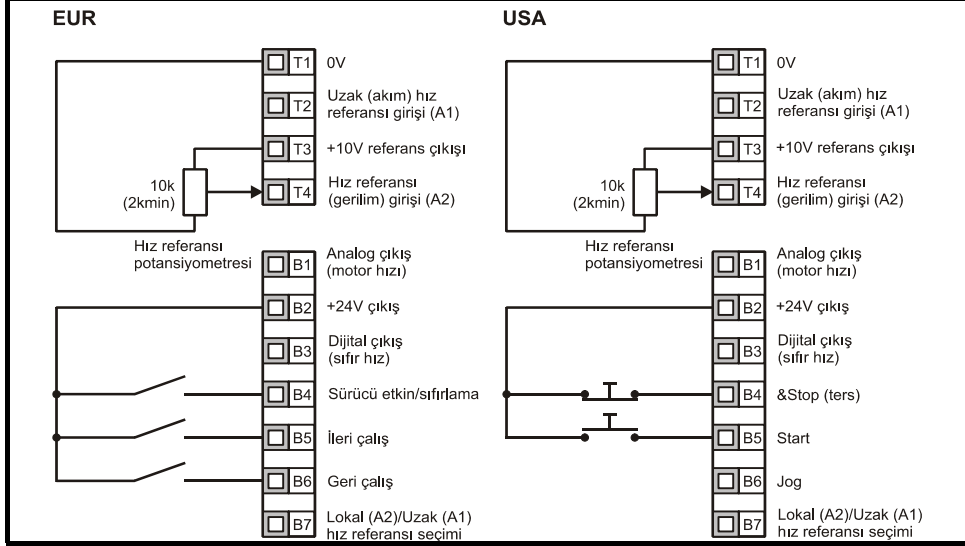 EUR
T1 0V
T2 Uzak (akım) hız
referansı girişi (A1)
T3 +10V referans çıkışı
10k
(2kmin)
T4 Hız referansı
(gerilim) girişi (A2)
Hız referansı
potansiyometresi
B1 Analog çıkış
(motor hızı)
B2 +24V çıkış
B3 Dijital çıkış
(sıfır hız)
B4 Sürücü etkin/sıfırlama
B5 İleri çalış
B6 Geri çalış
B7 Lokal (A2)/Uzak (A1)
hız referansı seçimi
USA
T1 0V
T2 Uzak (akım) hız
referansı girişi (A1)
T3 +10V referans çıkışı
10k
(2kmin)
T4 Hız referansı
(gerilim) girişi (A2)
Hız referansı
potansiyometresi
B1 Analog çıkış
(motor hızı)
B2 +24V çıkış
B3 Dijital çıkış
(sıfır hız)
B4 &Stop (ters)
B5 Start
B6 Jog
B7 Lokal (A2)/Uzak (A1)
hız referansı seçimi